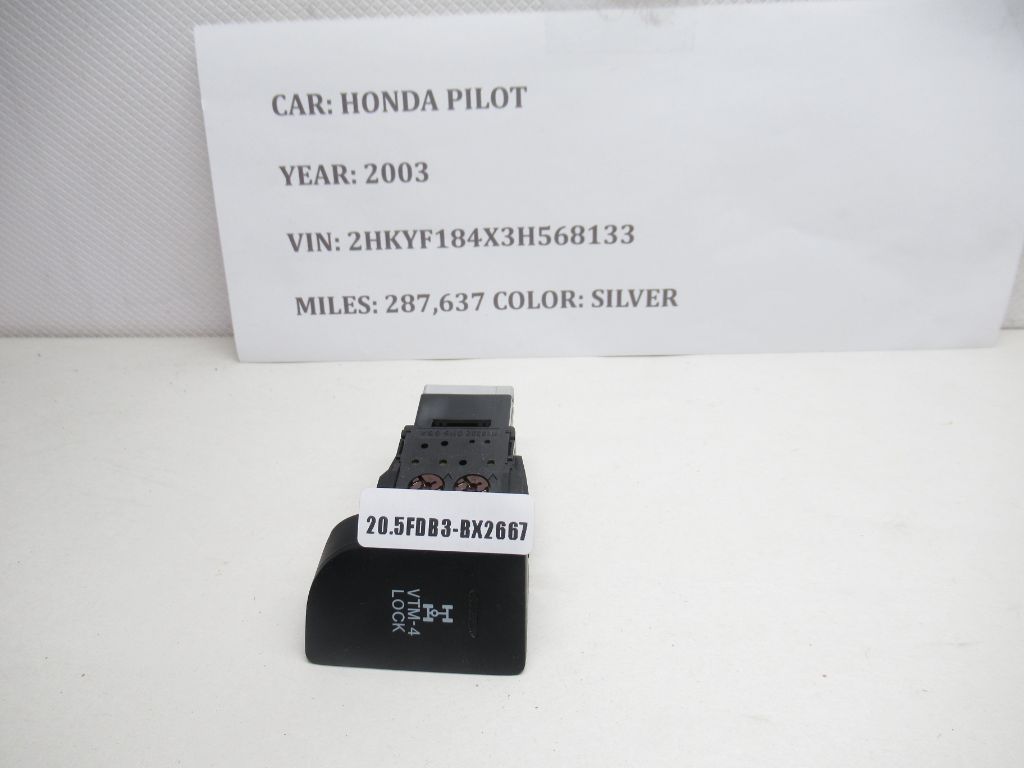 CAR: HONDA PILOT
YEAR: 2003
VIN: 2HKYF184X3H568133
MILES: 287,637 COLOR: SILVER
20.5FDB3-BX2667
VTM-4
LOCK